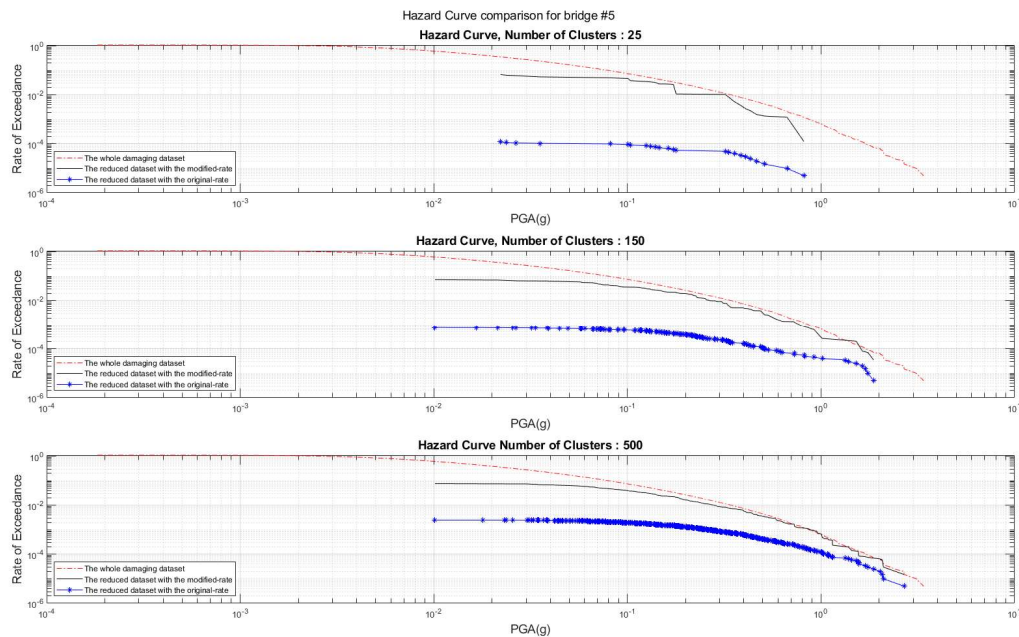 Hazard Curve comparison for bridge #5
Hazard Curve, Number of Clusters : 25
Rate of Exceedance
10^0
10^-2
10^-4
10^-6
The whole damaging dataset
The reduced dataset with the modified-rate
The reduced dataset with the original-rate
10^-4 10^-3 10^-2 10^-1 10^0 10^1
PGA(g)
Hazard Curve, Number of Clusters : 150
Rate of Exceedance
10^0
10^-2
10^-4
10^-6
The whole damaging dataset
The reduced dataset with the modified-rate
The reduced dataset with the original-rate
10^-4 10^-3 10^-2 10^-1 10^0 10^1
PGA(g)
Hazard Curve Number of Clusters : 500
Rate of Exceedance
10^0
10^-2
10^-4
10^-6
The whole damaging dataset
The reduced dataset with the modified-rate
The reduced dataset with the original-rate
10^-4 10^-3 10^-2 10^-1 10^0 10^1
PGA(g)